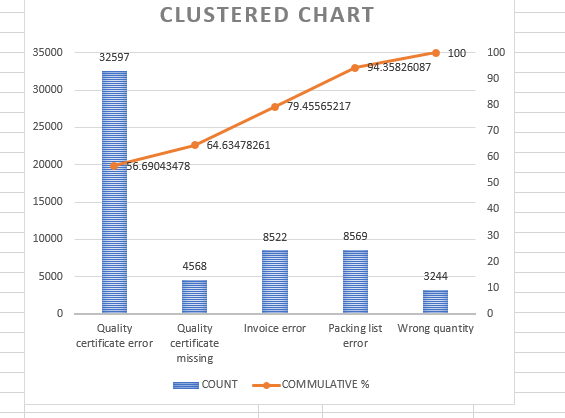 CLUSTERED CHART
35000
30000
25000
20000
15000
10000
5000
0
100
90
80
70
60
50
40
30
20
10
0
32597
4568
8522
8569
3244
56.69043478
64.63478261
79.45565217
94.35826087
100
Quality
certificate error
Quality
certificate
missing
Invoice error
Packing list
error
Wrong quantity
COUNT
COMMULATIVE %